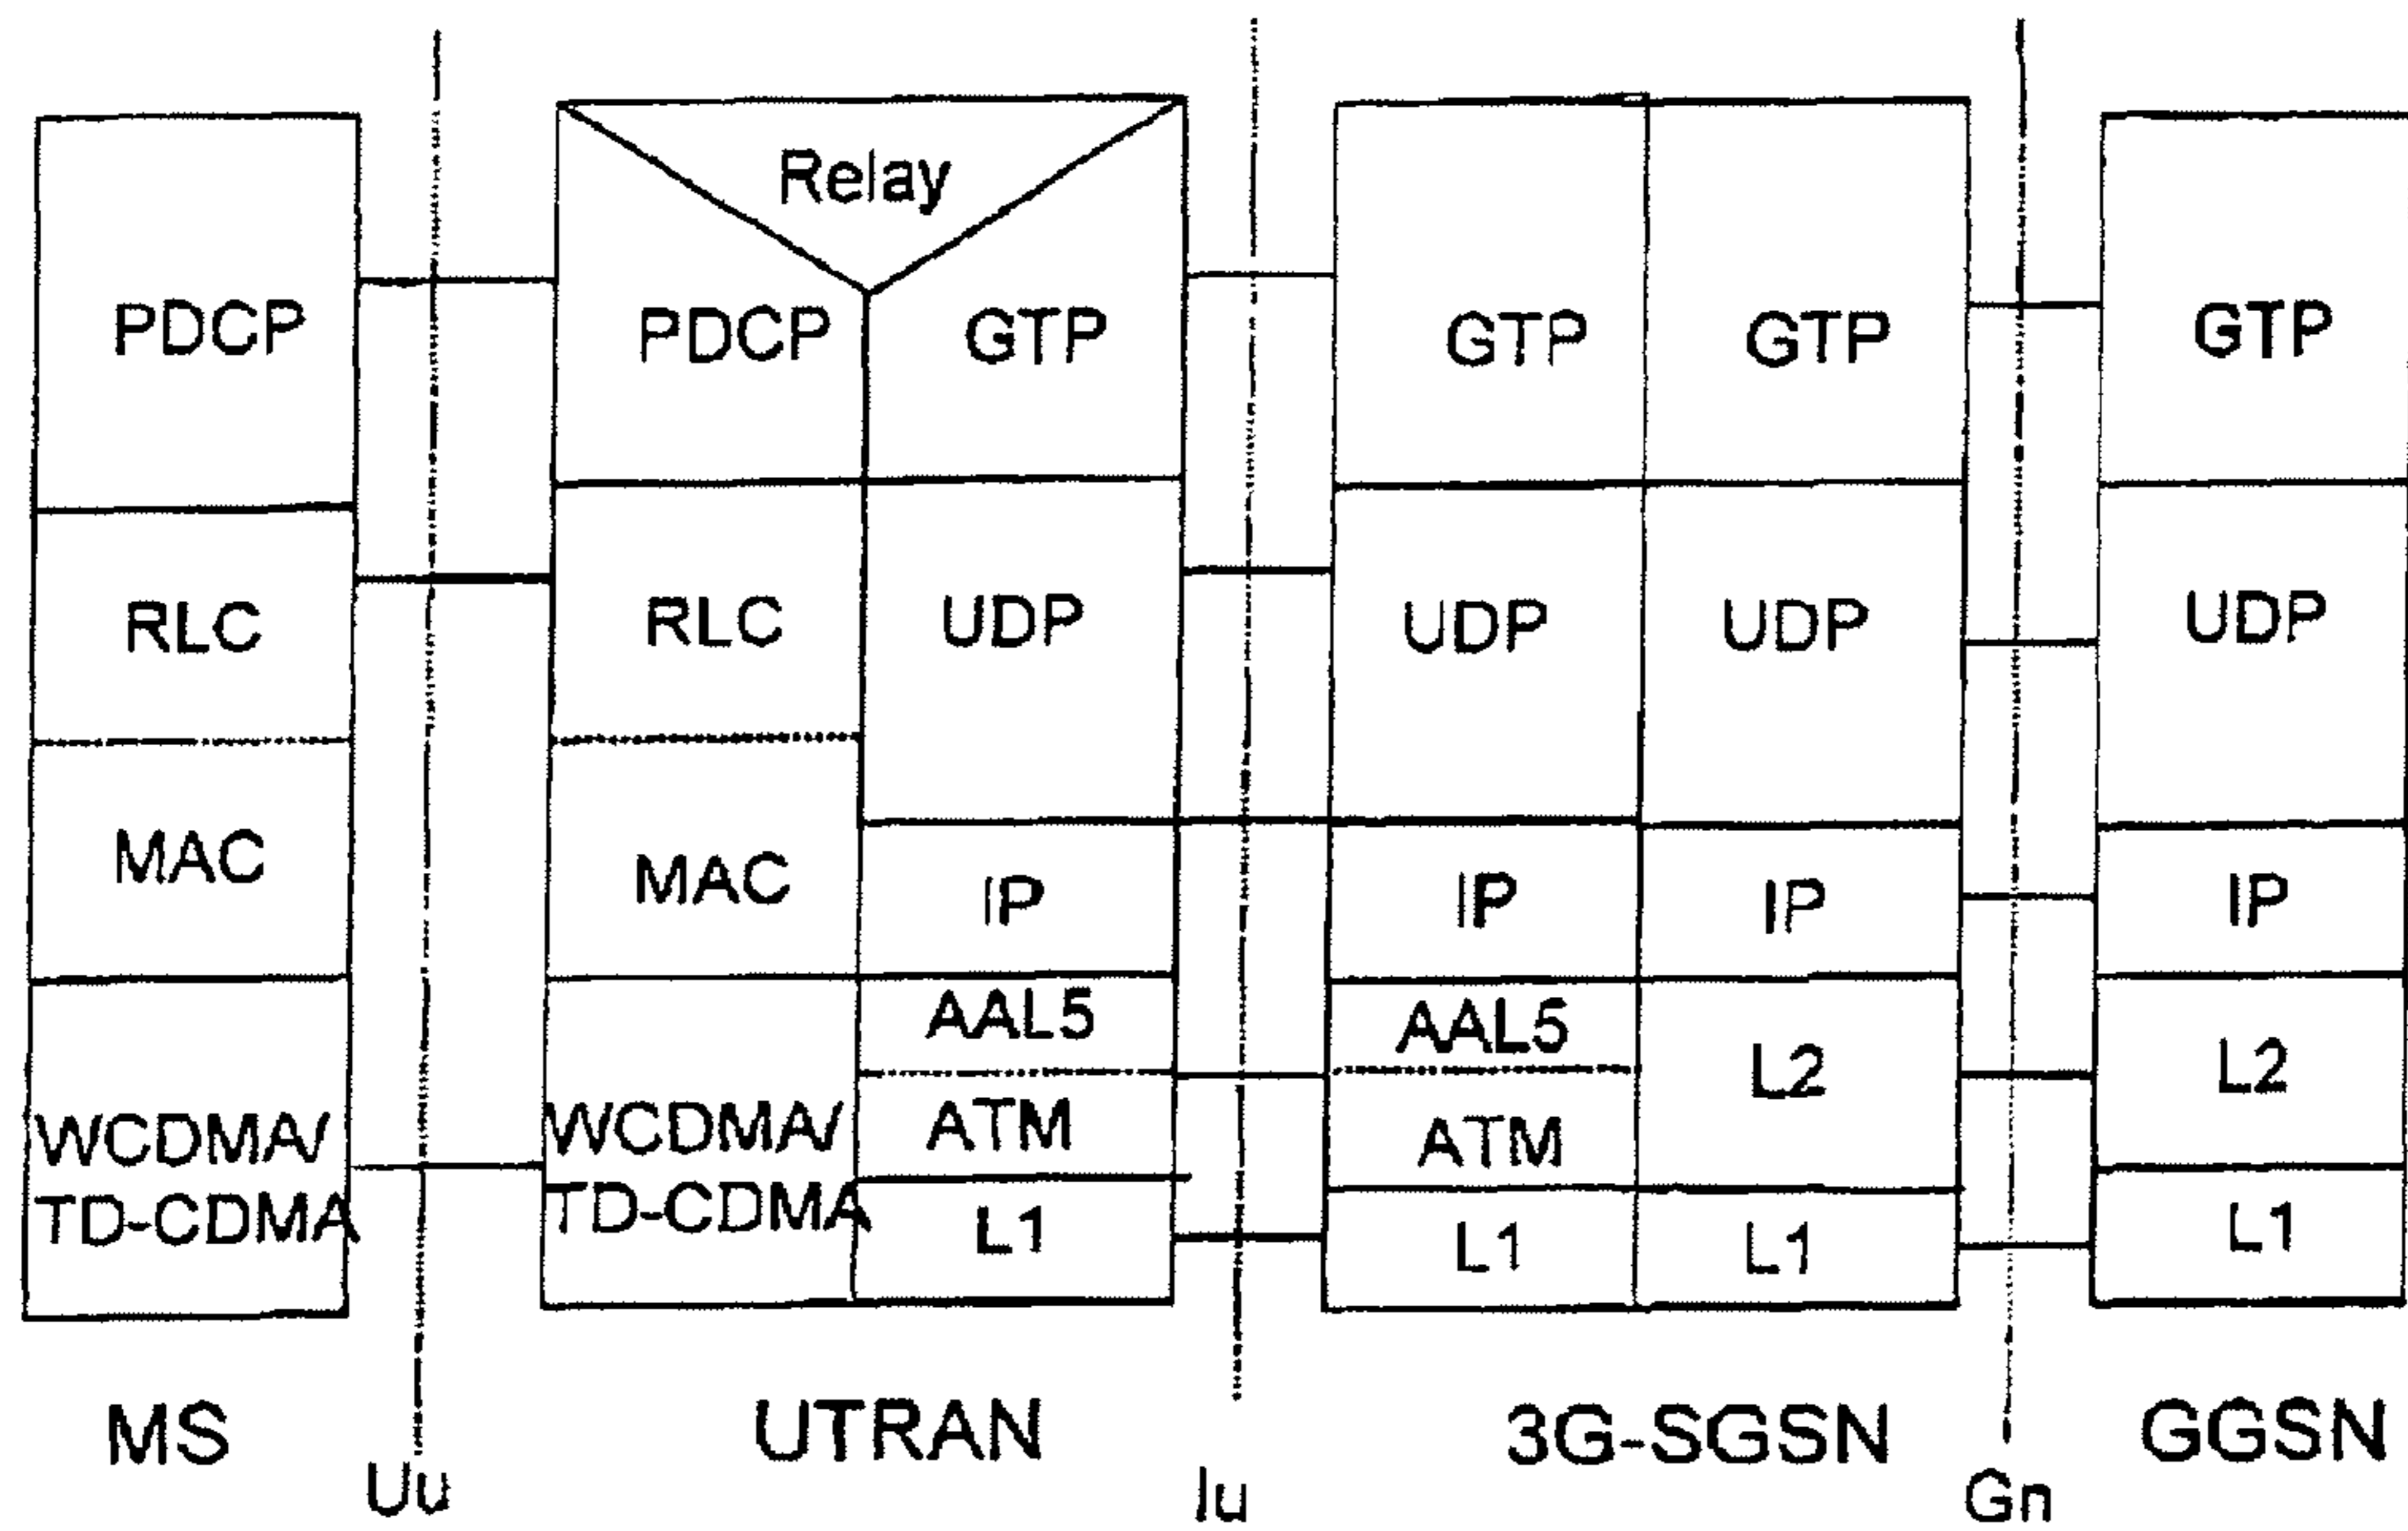 Relay
PDCP
PDCP
GTP
GTP
GTP
GTP
RLC
RLC
UDP
UDP
UDP
UDP
MAC
MAC
IP
IP
IP
IP
AAL5
AAL5
L2
L2
WCDMA/
TD-CDMA
WCDMA/
TD-CDMA
ATM
ATM
L1
L1
L1
L1
MS
UTRAN
3G-SGSN
GGSN
Uu
Iu
Gn